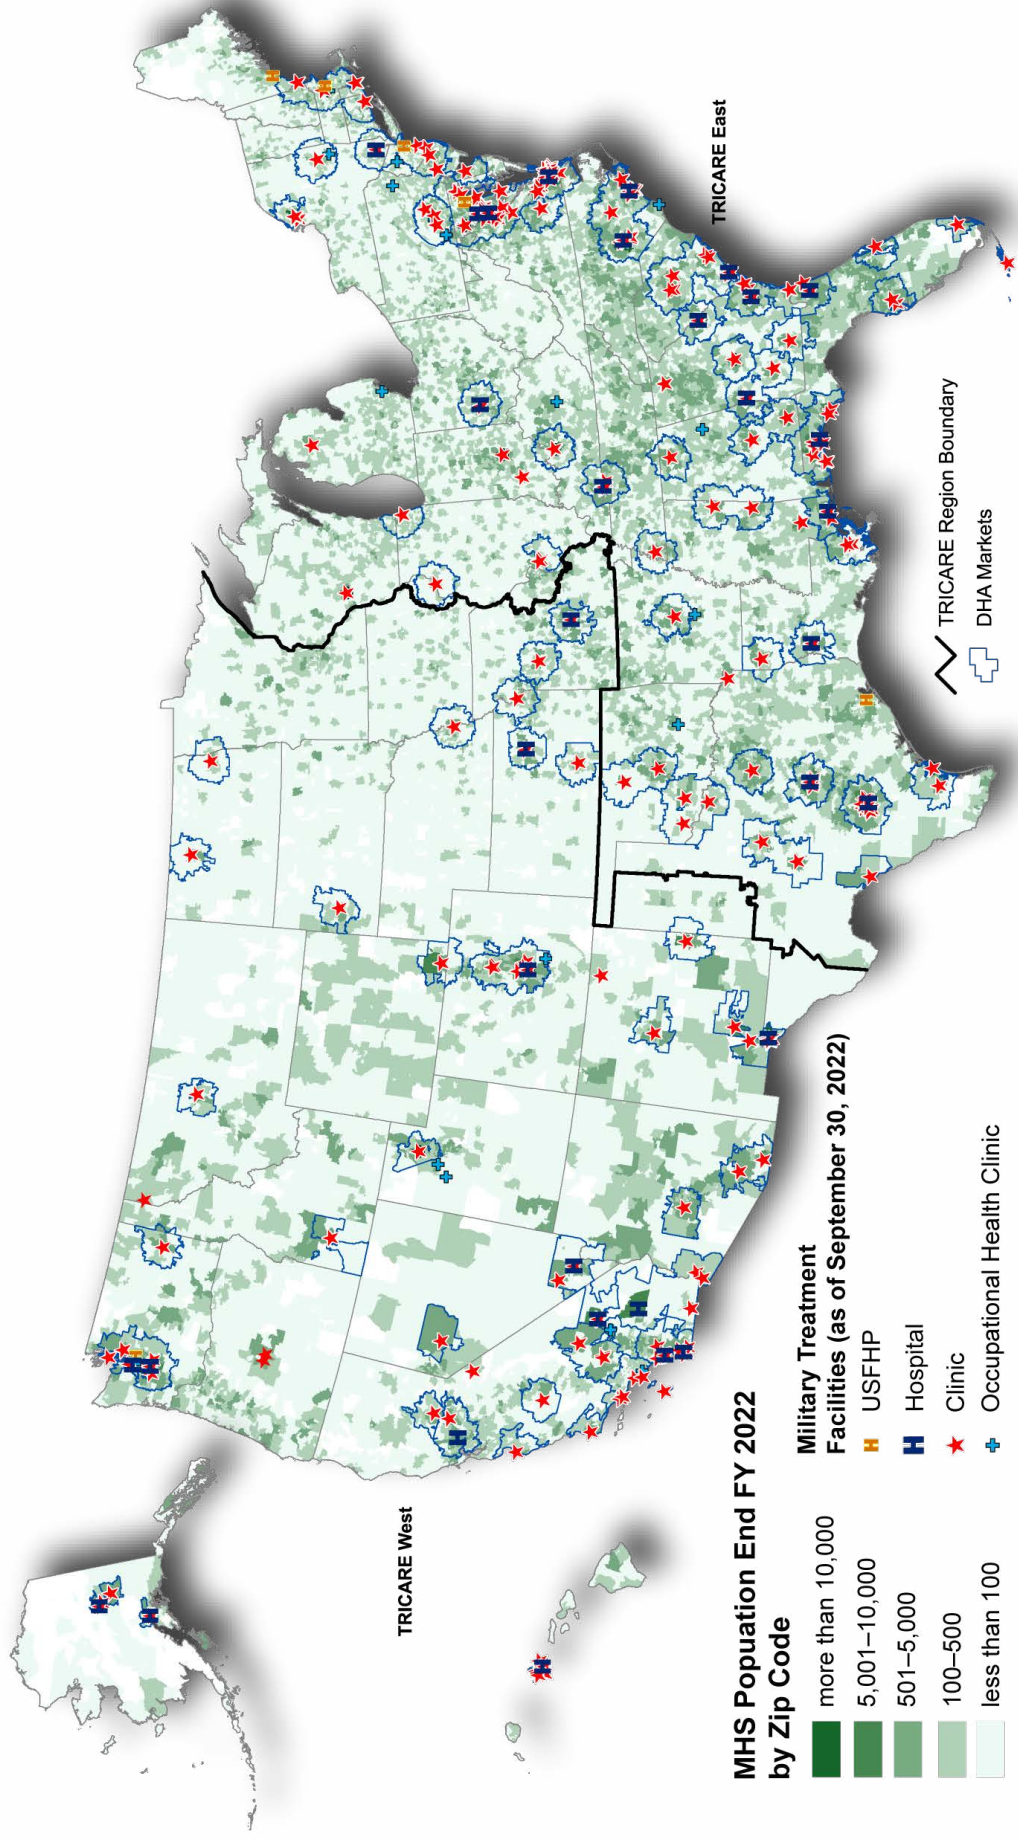 TRICARE West
TRICARE East
MHS Popuation End FY 2022
by Zip Code
more than 10,000
5,001–10,000
501–5,000
100–500
less than 100
Military Treatment
Facilities (as of September 30, 2022)
USFHP
Hospital
Clinic
Occupational Health Clinic
TRICARE Region Boundary
DHA Markets